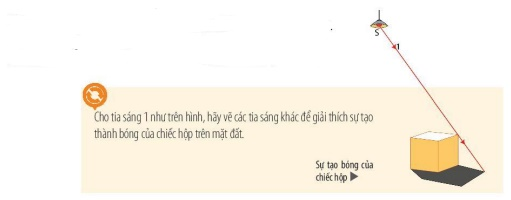 S
1
Cho tia sáng 1 như trên hình, hãy vẽ các tia sáng khác để giải thích sự tạo
thành bóng của chiếc hộp trên mặt đất.
Sự tạo bóng của
chiếc hộp ▶